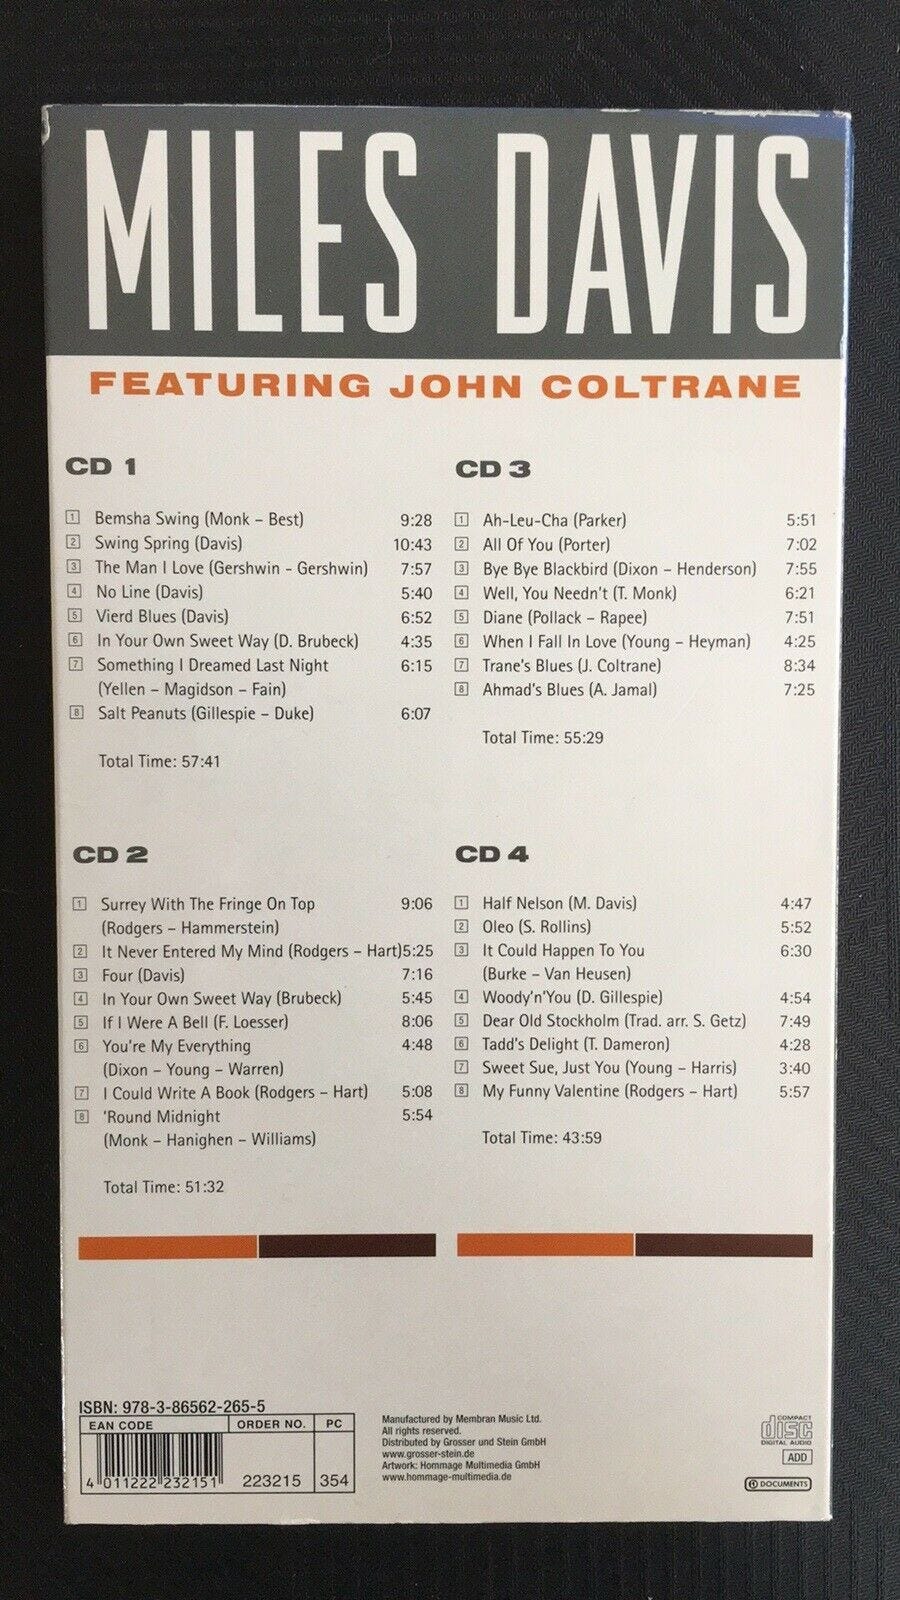 MILES DAVIS
FEATURING JOHN COLTRANE
CD 1
1 Bemsha Swing (Monk – Best) 9:28
2 Swing Spring (Davis) 10:43
3 The Man I Love (Gershwin - Gershwin) 7:57
4 No Line (Davis) 5:40
5 Vierd Blues (Davis) 6:52
6 In Your Own Sweet Way (D. Brubeck) 4:35
7 Something I Dreamed Last Night 6:15
(Yellen – Magidson – Fain)
8 Salt Peanuts (Gillespie – Duke) 6:07
Total Time: 57:41
CD 2
1 Surrey With The Fringe On Top 9:06
(Rodgers – Hammerstein)
2 It Never Entered My Mind (Rodgers – Hart) 5:25
3 Four (Davis) 7:16
4 In Your Own Sweet Way (Brubeck) 5:45
5 If I Were A Bell (F. Loesser) 8:06
6 You're My Everything 4:48
(Dixon – Young – Warren)
7 I Could Write A Book (Rodgers – Hart) 5:08
8 'Round Midnight 5:54
(Monk – Hanighen – Williams)
Total Time: 51:32
CD 3
1 Ah-Leu-Cha (Parker) 5:51
2 All Of You (Porter) 7:02
3 Bye Bye Blackbird (Dixon – Henderson) 7:55
4 Well, You Needn't (T. Monk) 6:21
5 Diane (Pollack – Rapee) 7:51
6 When I Fall In Love (Young – Heyman) 4:25
7 Trane's Blues (J. Coltrane) 8:34
8 Ahmad's Blues (A. Jamal) 7:25
Total Time: 55:29
CD 4
1 Half Nelson (M. Davis) 4:47
2 Oleo (S. Rollins) 5:52
3 It Could Happen To You 6:30
(Burke – Van Heusen)
4 Woody'n'You (D. Gillespie) 4:54
5 Dear Old Stockholm (Trad. arr. S. Getz) 7:49
6 Tadd's Delight (T. Dameron) 4:28
7 Sweet Sue, Just You (Young – Harris) 3:40
8 My Funny Valentine (Rodgers – Hart) 5:57
Total Time: 43:59
ISBN: 978-3-86562-265-5
EAN CODE ORDER NO. PC
4 011222 232151 223215 354
Manufactured by Membran Music Ltd.
All rights reserved.
Distributed by Grosser und Stein GmbH
www.grosser-stein.de
Artwork: Hommage Multimedia GmbH
www.hommage-multimedia.de
COMPACT
disc
DIGITAL AUDIO
ADD
DOCUMENTS